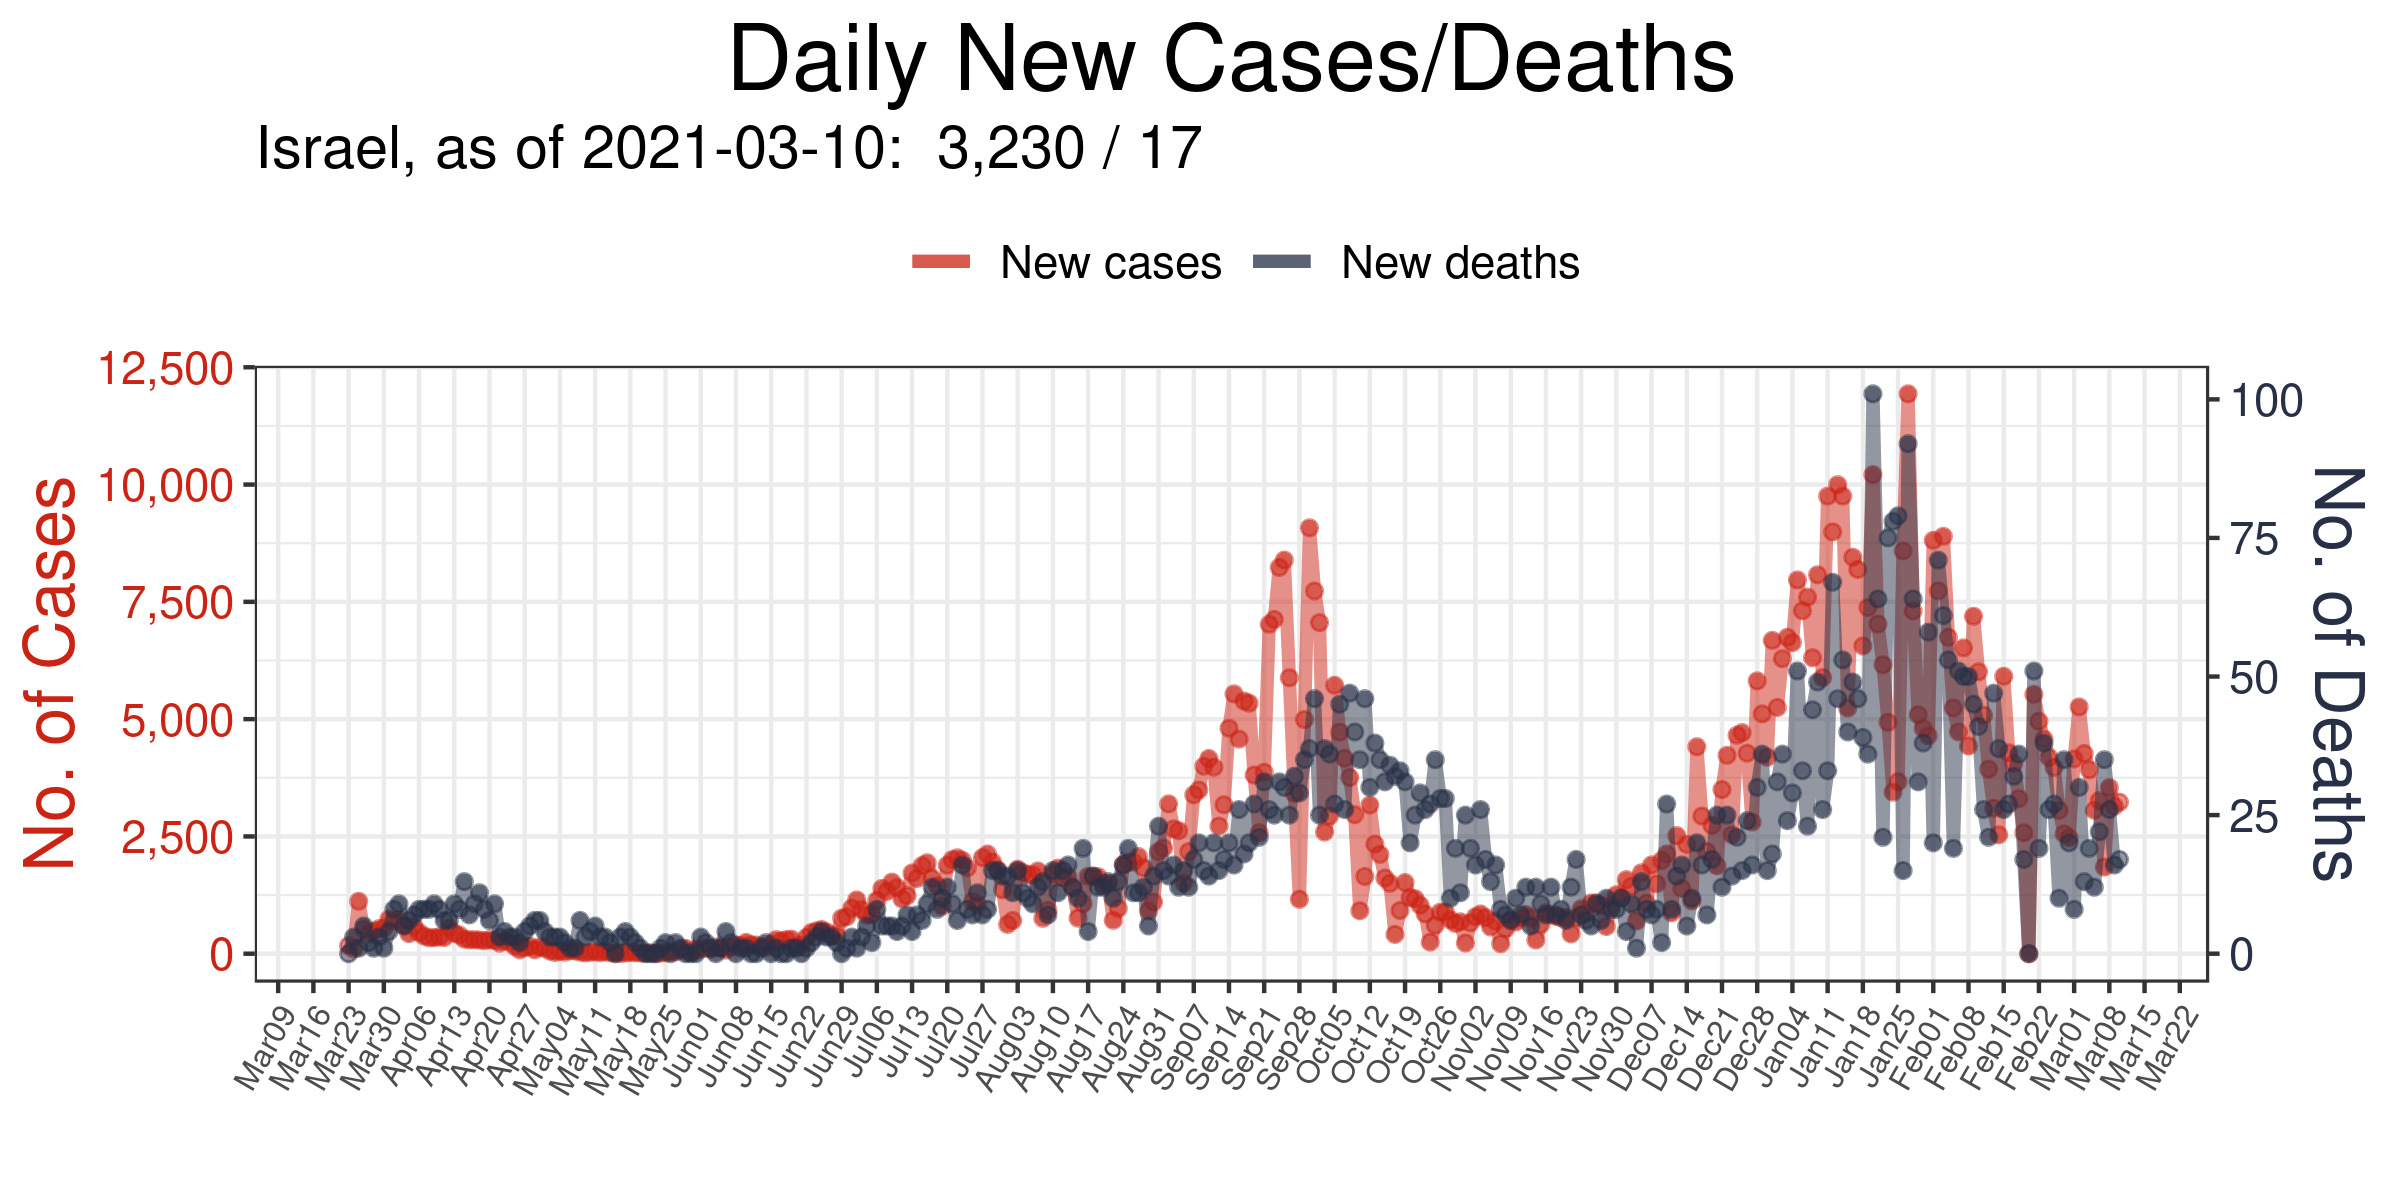 Daily New Cases/Deaths
Israel, as of 2021-03-10:  3,230 / 17
New cases
New deaths
No. of Cases
12,500
10,000
7,500
5,000
2,500
0
100
75
50
25
0
No. of Deaths
Mar09
Mar16
Mar23
Mar30
Apr06
Apr13
Apr20
Apr27
May04
May11
May18
May25
Jun01
Jun08
Jun15
Jun22
Jun29
Jul06
Jul13
Jul20
Jul27
Aug03
Aug10
Aug17
Aug24
Aug31
Sep07
Sep14
Sep21
Sep28
Oct05
Oct12
Oct19
Oct26
Nov02
Nov09
Nov16
Nov23
Nov30
Dec07
Dec14
Dec21
Dec28
Jan04
Jan11
Jan18
Jan25
Feb01
Feb08
Feb15
Feb22
Mar01
Mar08
Mar15
Mar22